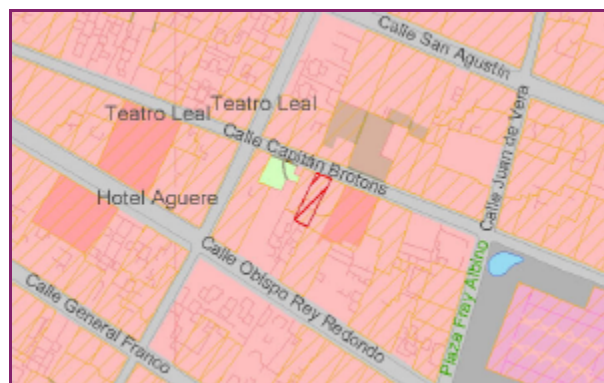 Calle San Agustín
Teatro Leal
Teatro Leal
Calle Capitán Brotons
Calle Juan de Vera
Hotel Aguere
Calle Obispo Rey Redondo
Plaza Fray Albino
Calle General Franco